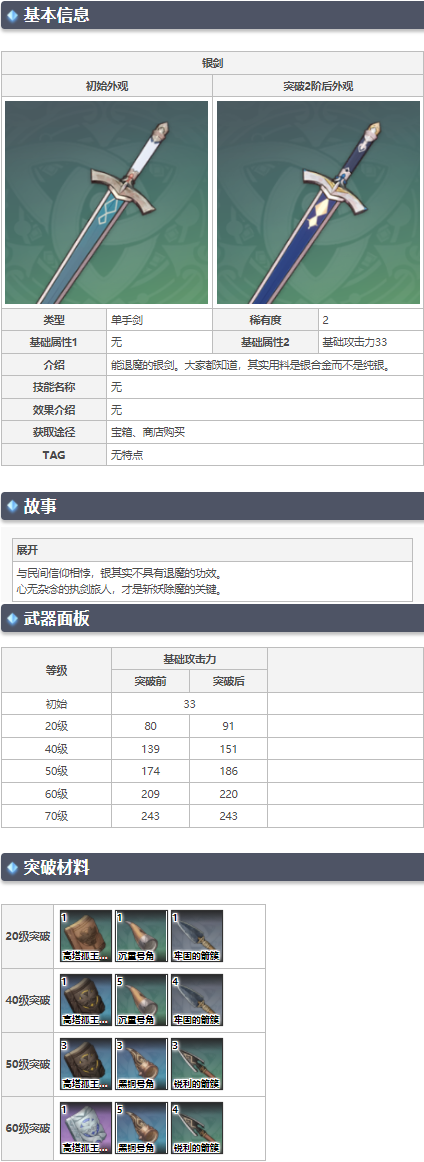 基本信息
银剑
初始外观 突破2阶后外观
类型 单手剑 稀有度 2
基础属性1 无 基础属性2 基础攻击力33
介绍 能退魔的银剑。大家都知道，其实用料是银合金而不是纯银。
技能名称 无
效果介绍 无
获取途径 宝箱、商店购买
TAG 无特点
故事
展开
与民间信仰相悖，银其实不具有退魔的功效。
心无杂念的执剑旅人，才是斩妖除魔的关键。
武器面板
等级 基础攻击力
突破前 突破后
初始 33
20级 80 91
40级 139 151
50级 174 186
60级 209 220
70级 243 243
突破材料
20级突破
1 1 1
高塔孤王... 沉重号角 牢固的箭簇
40级突破
1 5 4
高塔孤王... 沉重号角 牢固的箭簇
50级突破
3 3 3
高塔孤王... 黑铜号角 锐利的箭簇
60级突破
1 5 4
高塔孤王... 黑铜号角 锐利的箭簇